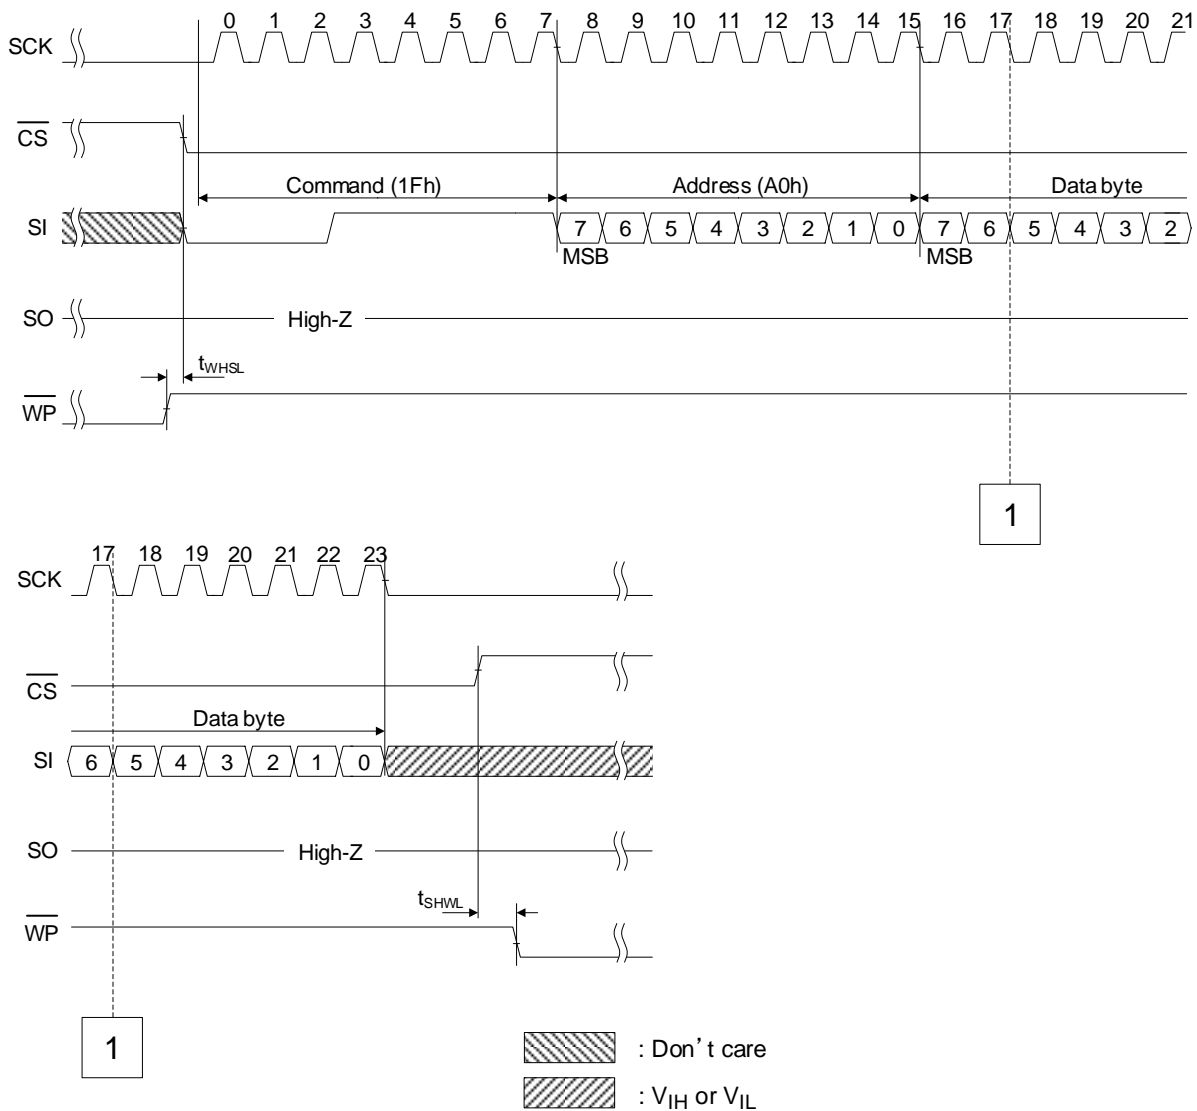 0 1 2 3 4 5 6 7 8 9 10 11 12 13 14 15 16 17 18 19 20 21
SCK
CS
Command (1Fh) Address (A0h) Data byte
SI 7 6 5 4 3 2 1 0 7 6 5 4 3 2
MSB MSB
SO High-Z
tWHSL
WP
1
17 18 19 20 21 22 23
SCK
CS
Data byte
SI 6 5 4 3 2 1 0
SO High-Z
tSHWL
WP
1
: Don't care
: VIH or VIL